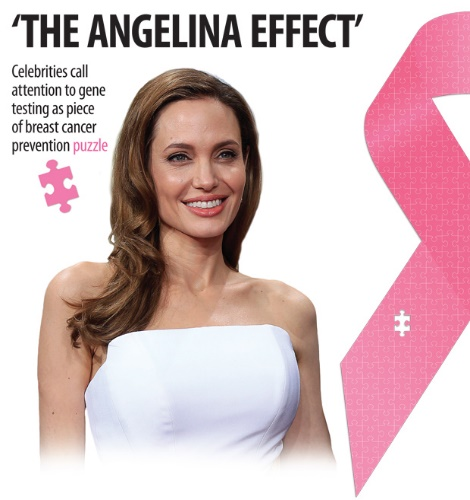 ‘THE ANGELINA EFFECT’
Celebrities call
attention to gene
testing as piece
of breast cancer
prevention puzzle